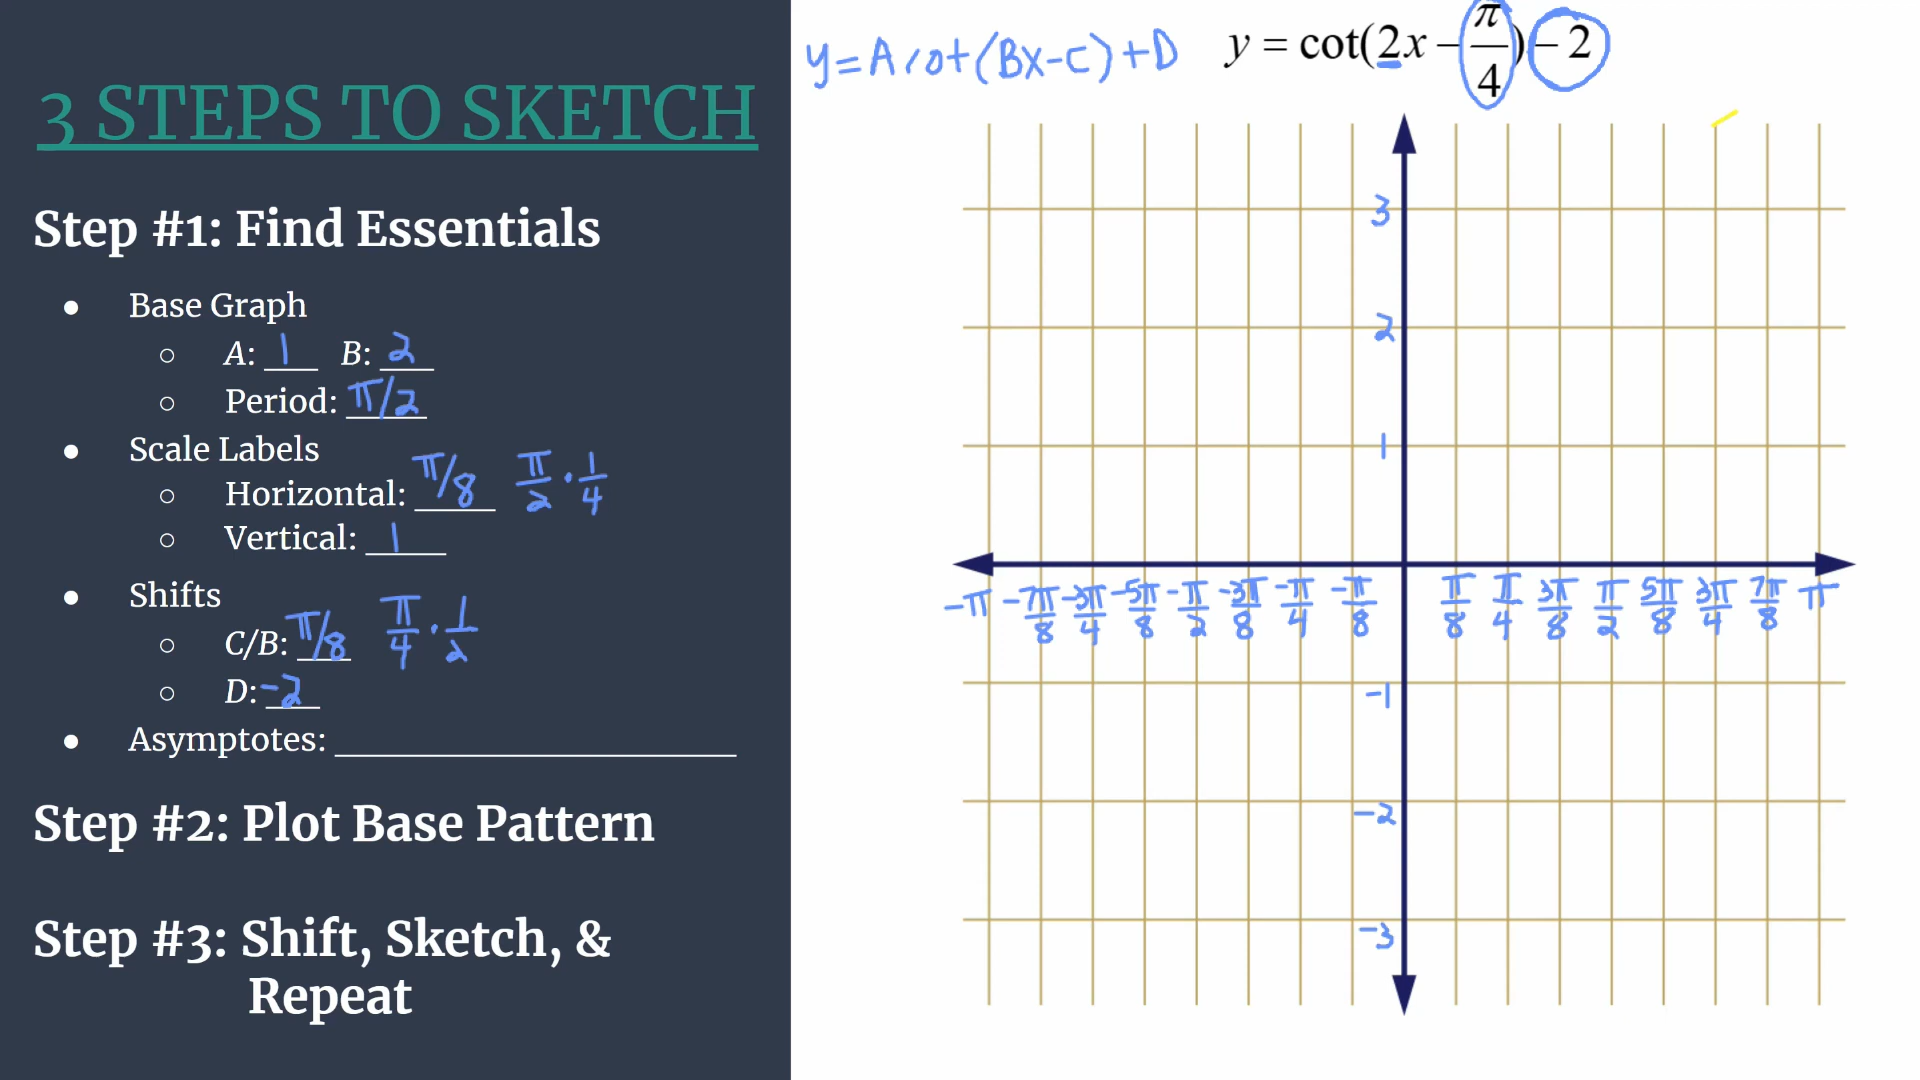 3 STEPS TO SKETCH
Step #1: Find Essentials
● Base Graph
○ A: 1 B: 2
○ Period: π/2
● Scale Labels
○ Horizontal: π/8 π/2 · 1/4
○ Vertical: 1
● Shifts
○ C/B: π/8 π/4 · 1/2
○ D: -2
● Asymptotes: ____
Step #2: Plot Base Pattern
Step #3: Shift, Sketch, &
Repeat
y = A cot(Bx-C)+D
y = cot(2x − π/4) − 2
3
2
1
-π -7π/8 -3π/4 -5π/8 -π/2 -3π/8 -π/4 -π/8 π/8 π/4 3π/8 π/2 5π/8 3π/4 7π/8 π
-1
-2
-3